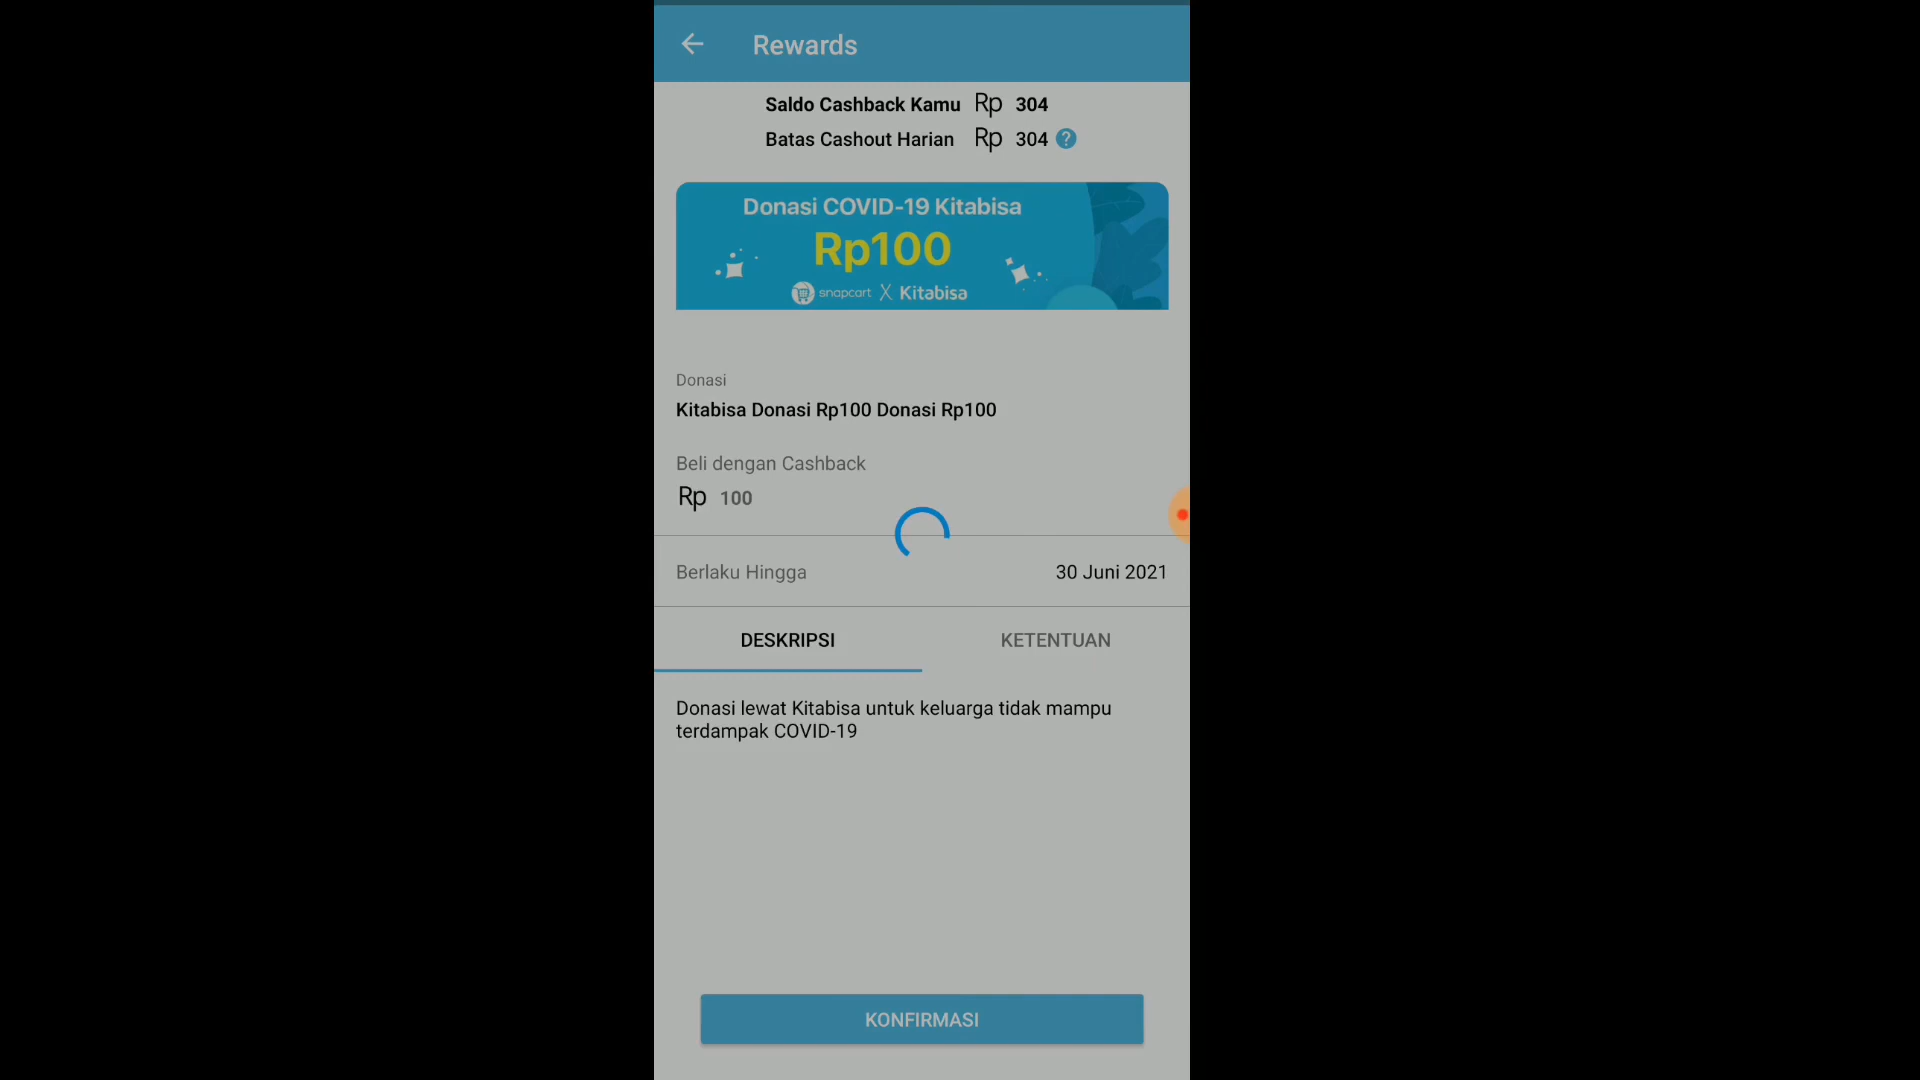 Rewards
Saldo Cashback Kamu Rp 304
Batas Cashout Harian Rp 304 ?
Donasi COVID-19 Kitabisa
Rp100
snapcart X Kitabisa
Donasi
Kitabisa Donasi Rp100 Donasi Rp100
Beli dengan Cashback
Rp 100
Berlaku Hingga 30 Juni 2021
DESKRIPSI KETENTUAN
Donasi lewat Kitabisa untuk keluarga tidak mampu
terdampak COVID-19
KONFIRMASI